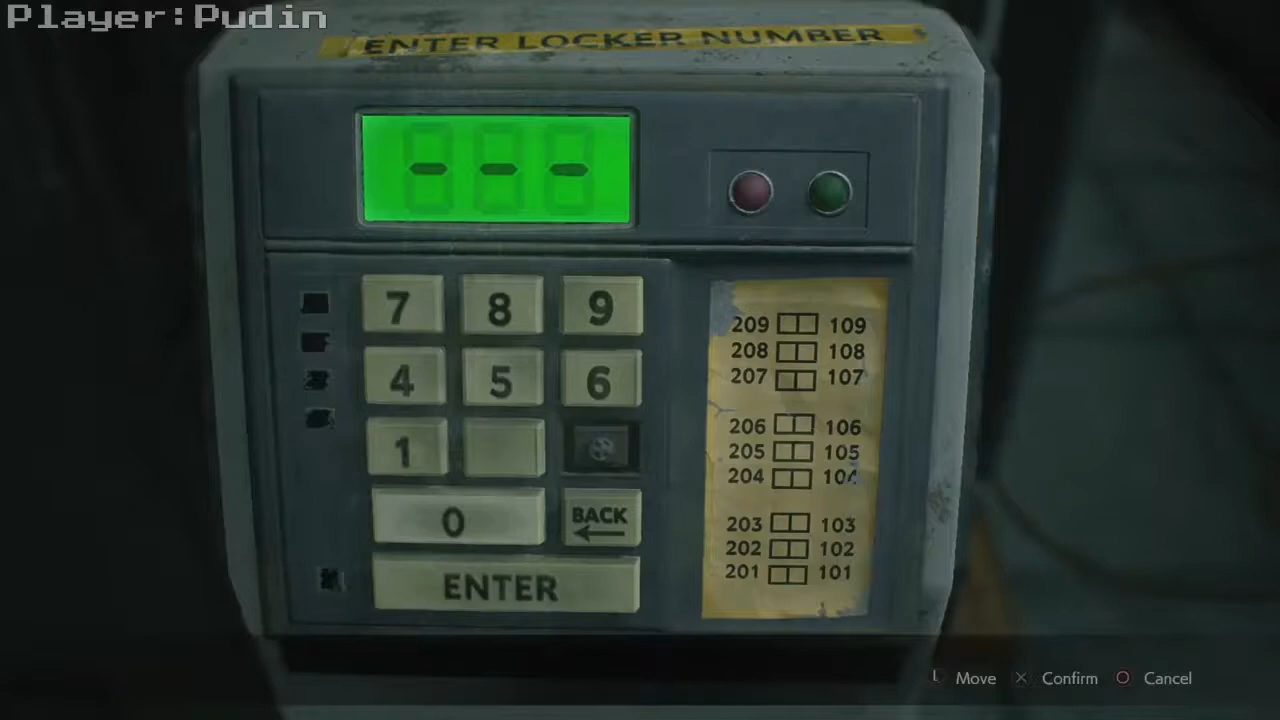 Player:Pudin
ENTER LOCKER NUMBER
---
7 8 9
4 5 6
1
0 BACK
ENTER
209 109
208 108
207 107
206 106
205 105
204 104
203 103
202 102
201 101
L Move X Confirm O Cancel